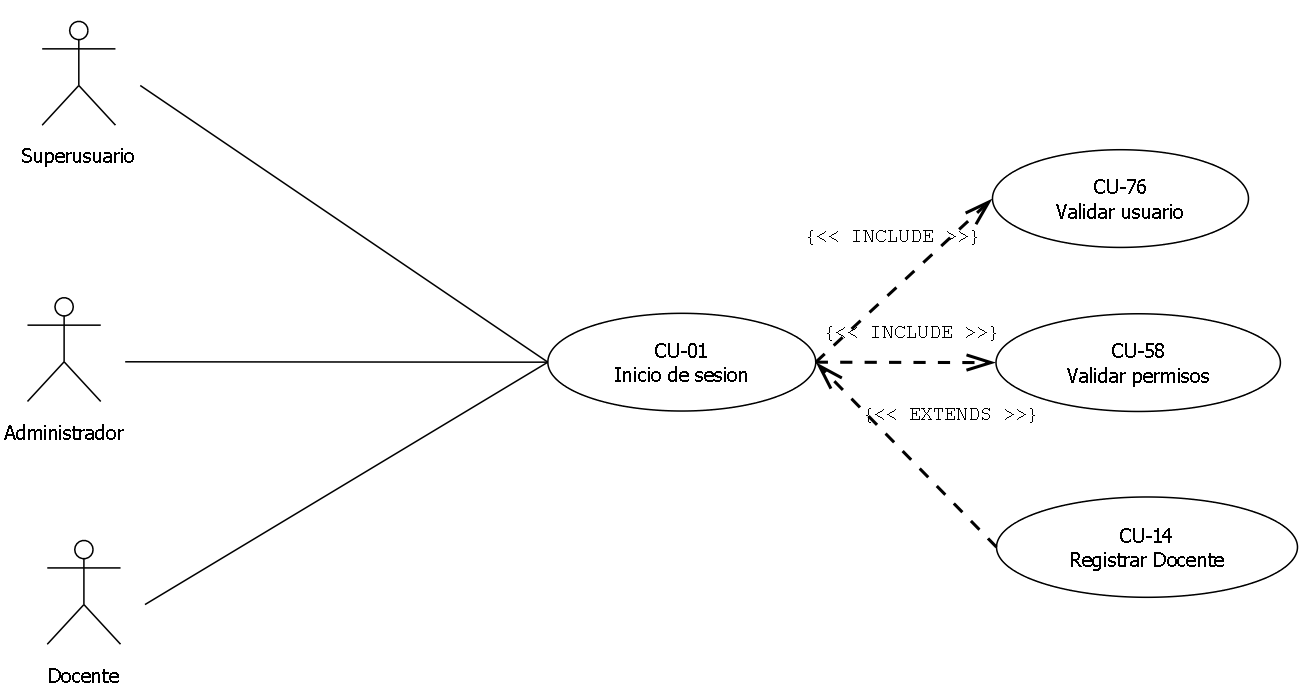 Superusuario
CU-76
Validar usuario
{<< INCLUDE >>}
Administrador
CU-01
Inicio de sesion
{<< INCLUDE >>}
CU-58
Validar permisos
{<< EXTENDS >>}
CU-14
Registrar Docente
Docente